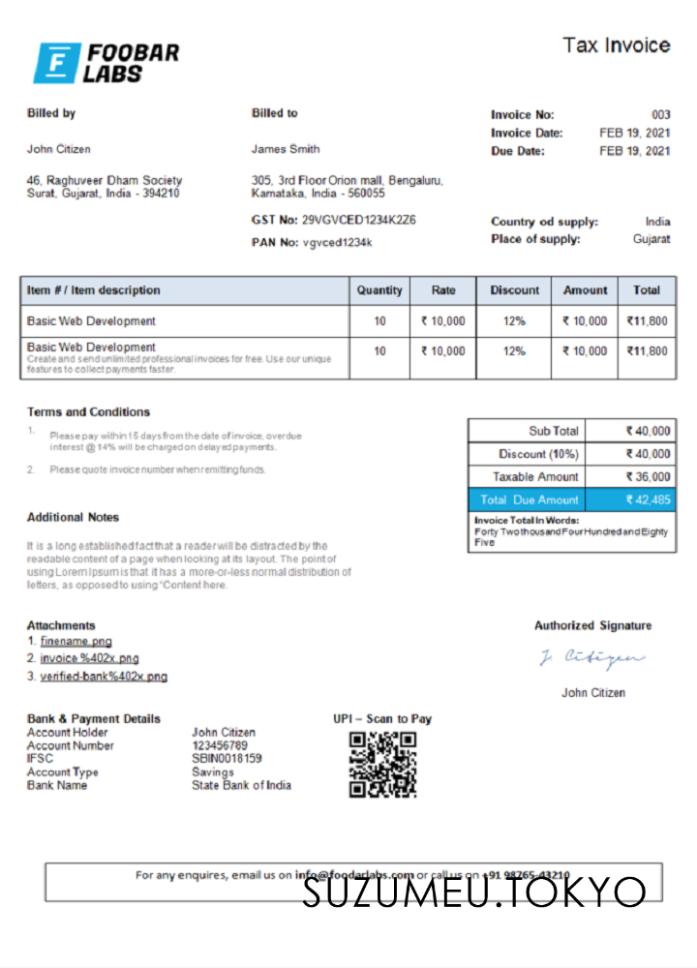 FOOBAR
LABS
Tax Invoice
Billed by
John Citizen
46, Raghuveer Dham Society
Surat, Gujarat, India - 394210
Billed to
James Smith
305, 3rd Floor Orion mall, Bengaluru,
Karnataka, India - 560055
GST No: 29VGVCED1234K2Z6
PAN No: vgvced1234k
Invoice No: 003
Invoice Date: FEB 19, 2021
Due Date: FEB 19, 2021
Country od supply: India
Place of supply: Gujarat
Item # / Item description Quantity Rate Discount Amount Total
Basic Web Development 10 ₹ 10,000 12% ₹ 10,000 ₹11,800
Basic Web Development 10 ₹ 10,000 12% ₹ 10,000 ₹11,800
Create and send unlimited professional invoices for free. Use our unique
features to collect payments faster.
Terms and Conditions
1. Please pay within 15 days from the date of invoice, overdue
interest @ 14% will be charged on delayed payments.
2. Please quote invoice number when remitting funds.
Sub Total ₹ 40,000
Discount (10%) ₹ 40,000
Taxable Amount ₹ 36,000
Total Due Amount ₹ 42,485
Invoice Total In Words:
Forty Two thousand Four Hundred and Eighty
Five
Additional Notes
It is a long established fact that a reader will be distracted by the
readable content of a page when looking at its layout. The point of
using Lorem Ipsum is that it has a more-or-less normal distribution of
letters, as opposed to using "Content here.
Attachments
1. finename.png
2. invoice %402x.png
3. verified-bank%402x.png
Authorized Signature
J. Citizen
John Citizen
Bank & Payment Details
Account Holder John Citizen
Account Number 123456789
IFSC SBIN0018159
Account Type Savings
Bank Name State Bank of India
UPI – Scan to Pay
For any enquires, email us on info@foodarlabs.com or call us on +91 98765-43210
SUZUMEU.TOKYO